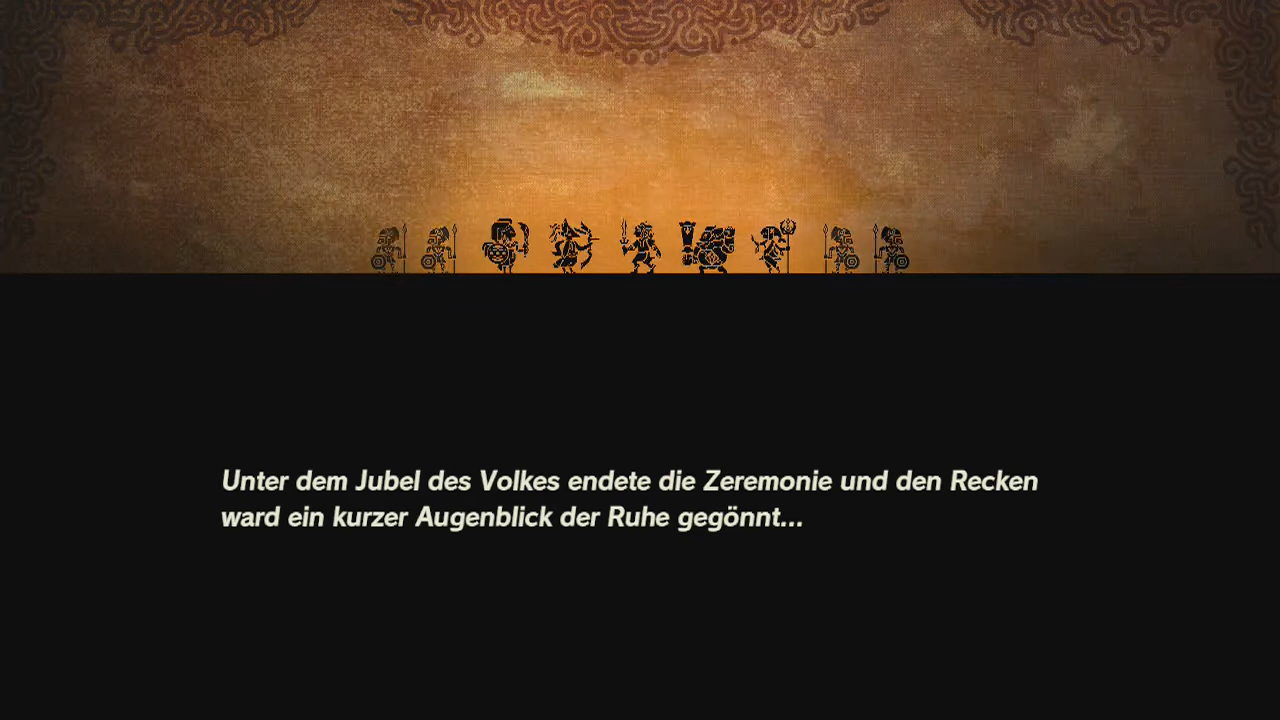 Unter dem Jubel des Volkes endete die Zeremonie und den Recken
ward ein kurzer Augenblick der Ruhe gegönnt...